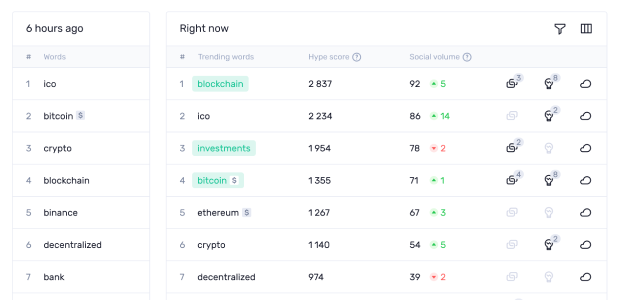 6 hours ago
# Words
1 ico
2 bitcoin $
3 crypto
4 blockchain
5 binance
6 decentralized
7 bank
Right now
# Trending words Hype score ? Social volume ?
1 blockchain 2 837 92 5 3 8
2 ico 2 234 86 14 2
3 investments 1 954 78 2 2
4 bitcoin $ 1 355 71 1 4 8
5 ethereum $ 1 267 67 3
6 crypto 1 140 54 5 2
7 decentralized 974 39 2